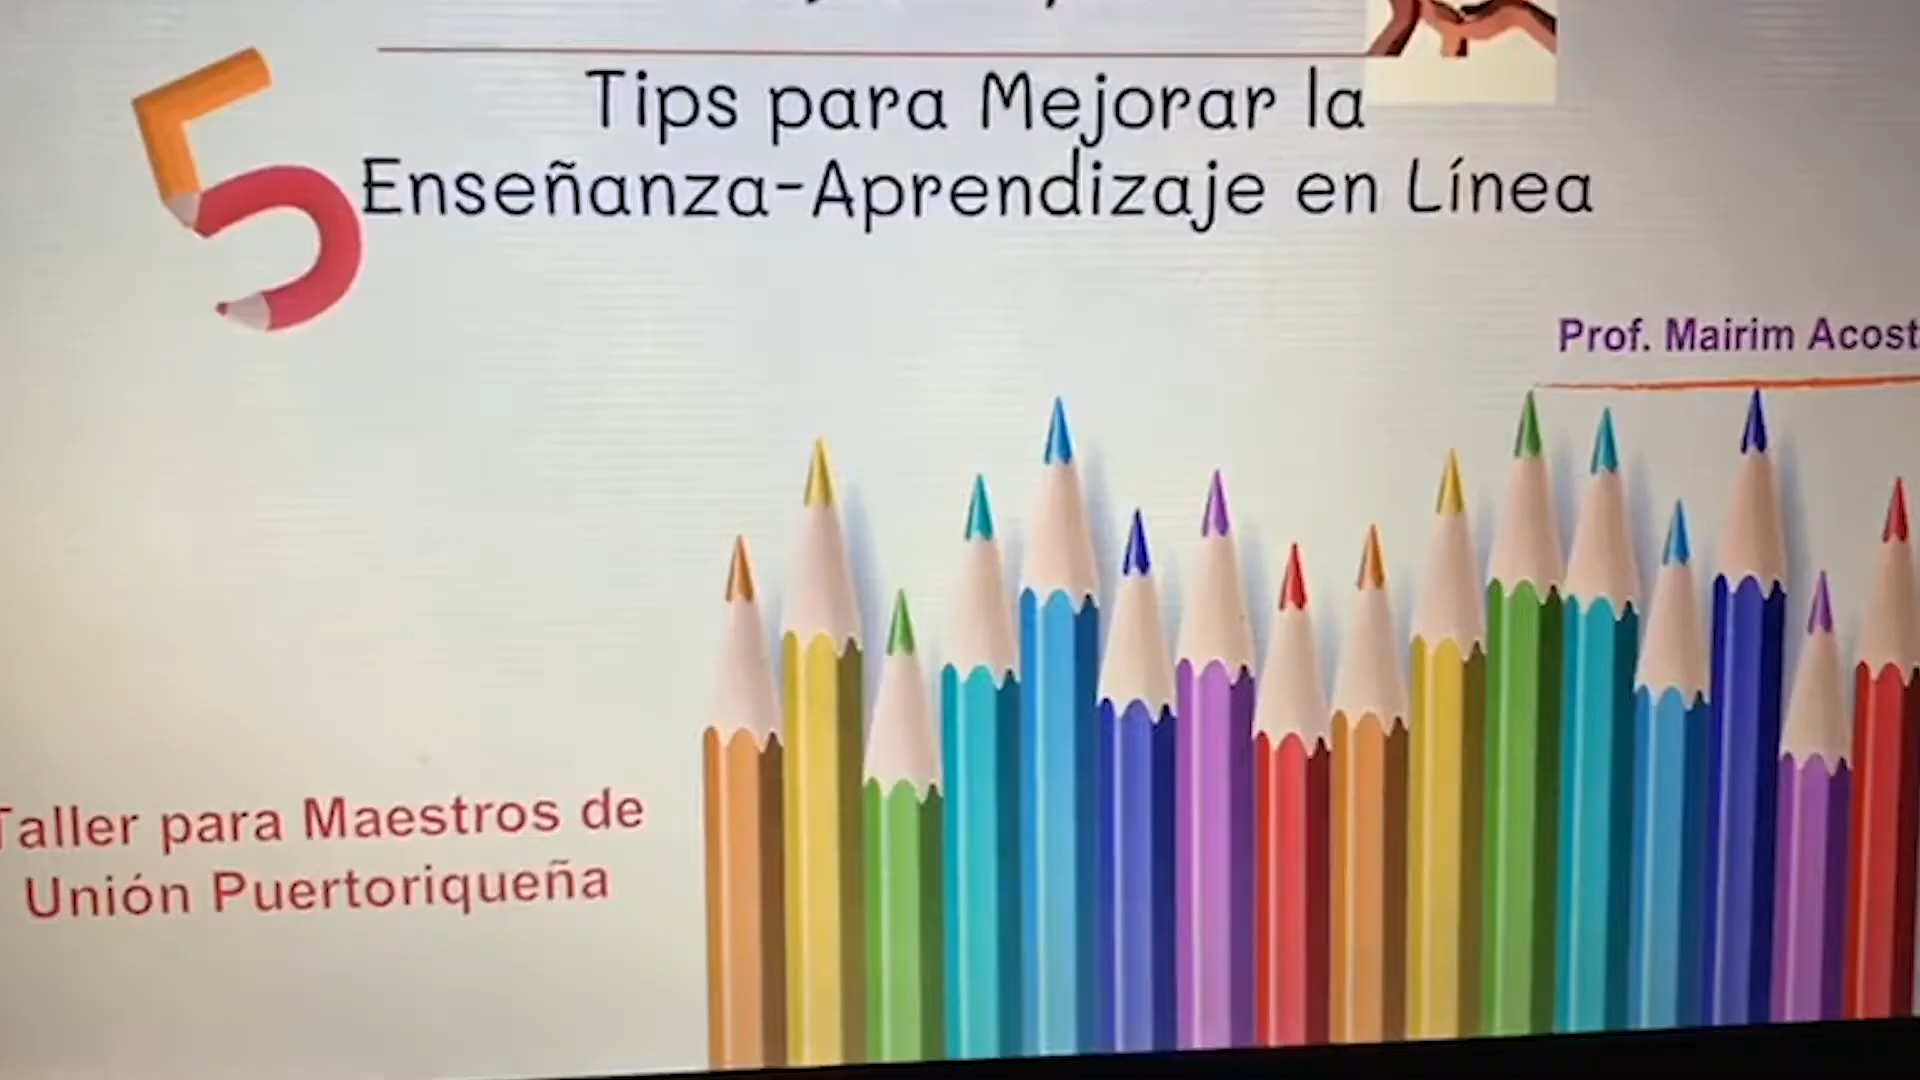 5
Tips para Mejorar la
Enseñanza-Aprendizaje en Línea
Prof. Mairim Acost
Taller para Maestros de
Unión Puertoriqueña